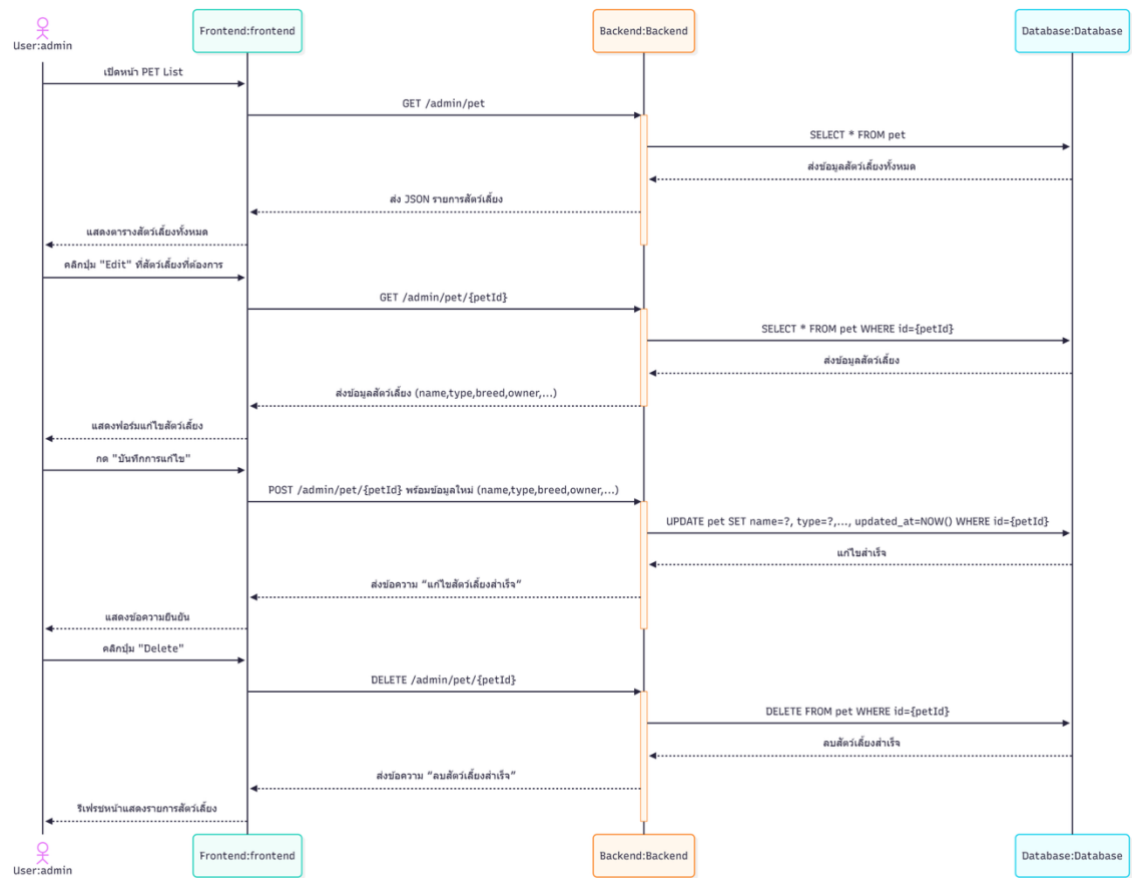 User:admin
Frontend:frontend
Backend:Backend
Database:Database
เปิดหน้า PET List
GET /admin/pet
SELECT * FROM pet
ส่งข้อมูลสัตว์เลี้ยงทั้งหมด
ส่ง JSON รายการสัตว์เลี้ยง
แสดงตารางสัตว์เลี้ยงทั้งหมด
คลิกปุ่ม "Edit" ที่สัตว์เลี้ยงที่ต้องการ
GET /admin/pet/{petId}
SELECT * FROM pet WHERE id={petId}
ส่งข้อมูลสัตว์เลี้ยง
ส่งข้อมูลสัตว์เลี้ยง (name,type,breed,owner,...)
แสดงฟอร์มแก้ไขสัตว์เลี้ยง
กด "บันทึกการแก้ไข"
POST /admin/pet/{petId} พร้อมข้อมูลใหม่ (name,type,breed,owner,...)
UPDATE pet SET name=?, type=?,..., updated_at=NOW() WHERE id={petId}
แก้ไขสำเร็จ
ส่งข้อความ “แก้ไขสัตว์เลี้ยงสำเร็จ”
แสดงข้อความยืนยัน
คลิกปุ่ม "Delete"
DELETE /admin/pet/{petId}
DELETE FROM pet WHERE id={petId}
ลบสัตว์เลี้ยงสำเร็จ
ส่งข้อความ “ลบสัตว์เลี้ยงสำเร็จ”
รีเฟรชหน้าแสดงรายการสัตว์เลี้ยง
User:admin
Frontend:frontend
Backend:Backend
Database:Database